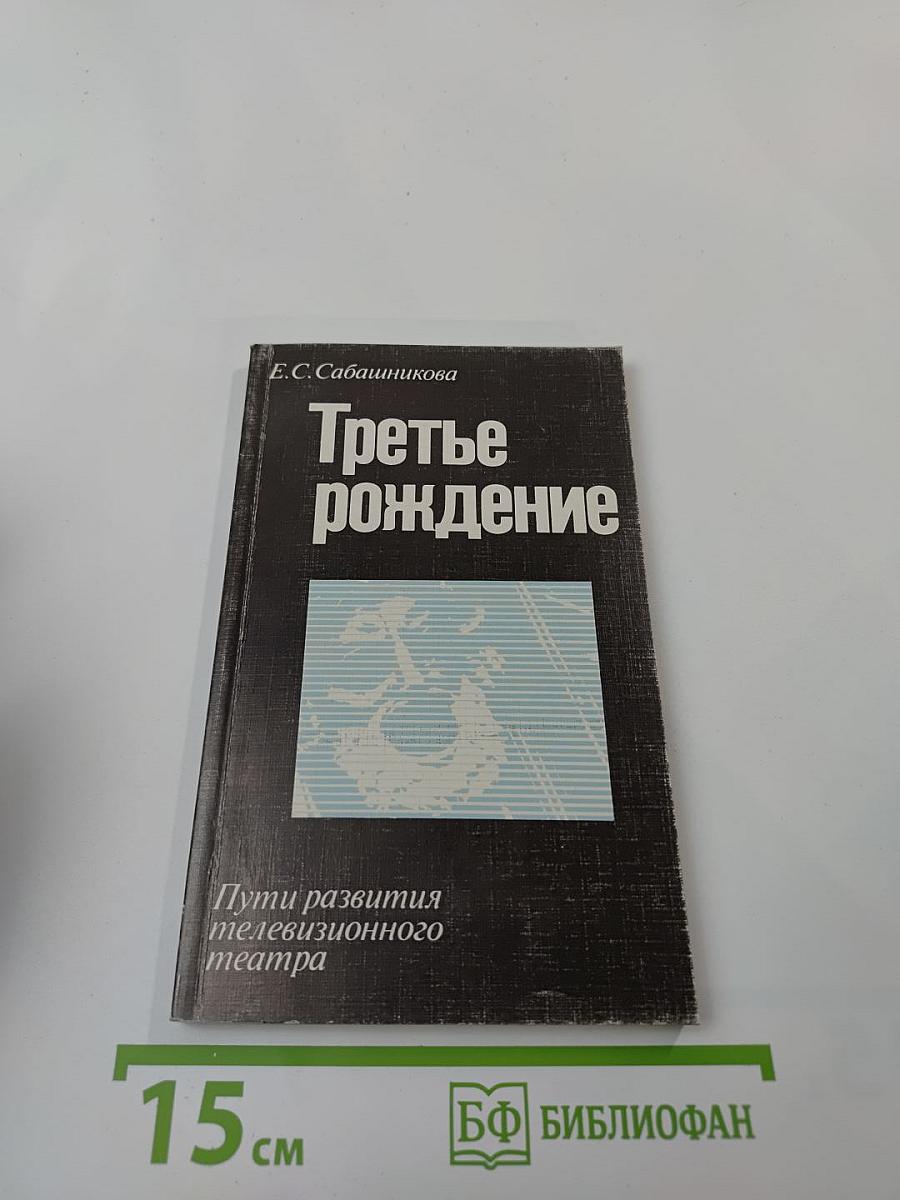 Е. С. Сабашникова
Третье
рождение
Пути развития
телевизионного
театра
15 см
БФ БИБЛИОФАН